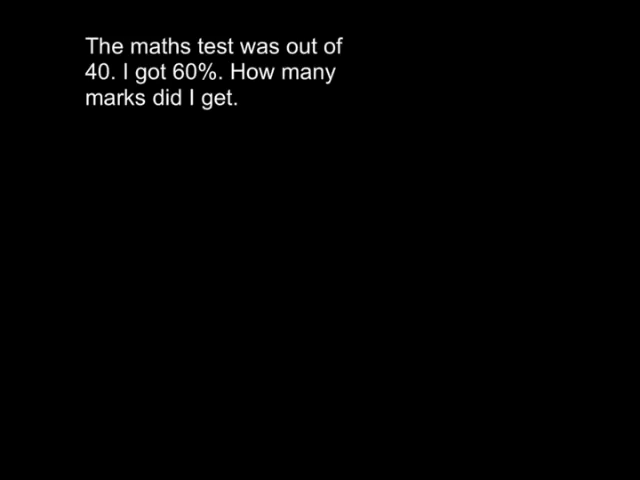 The maths test was out of
40. I got 60%. How many
marks did I get.